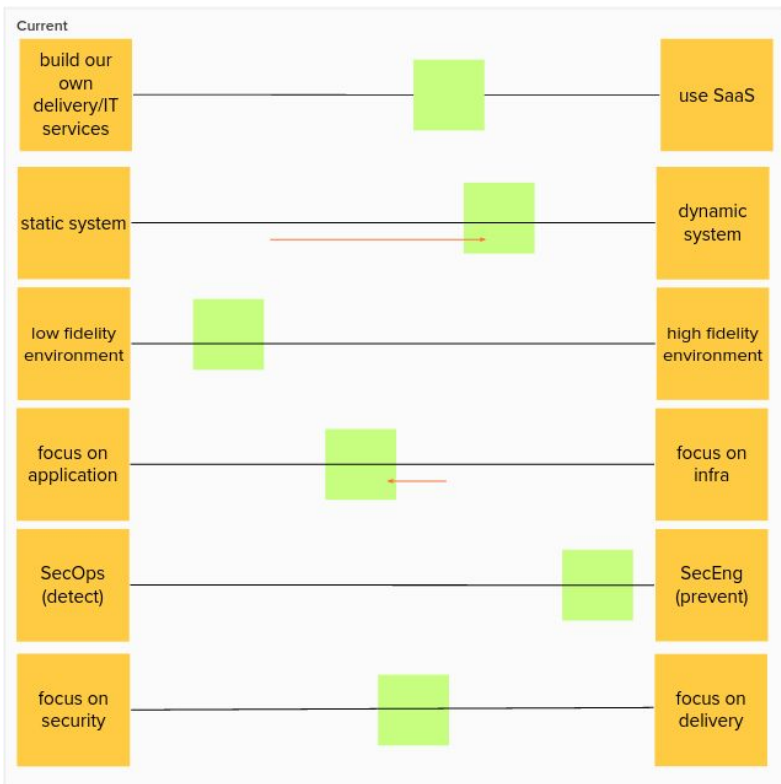 Current
build our
own
delivery/IT
services
use SaaS
static system
dynamic
system
low fidelity
environment
high fidelity
environment
focus on
application
focus on
infra
SecOps
(detect)
SecEng
(prevent)
focus on
security
focus on
delivery